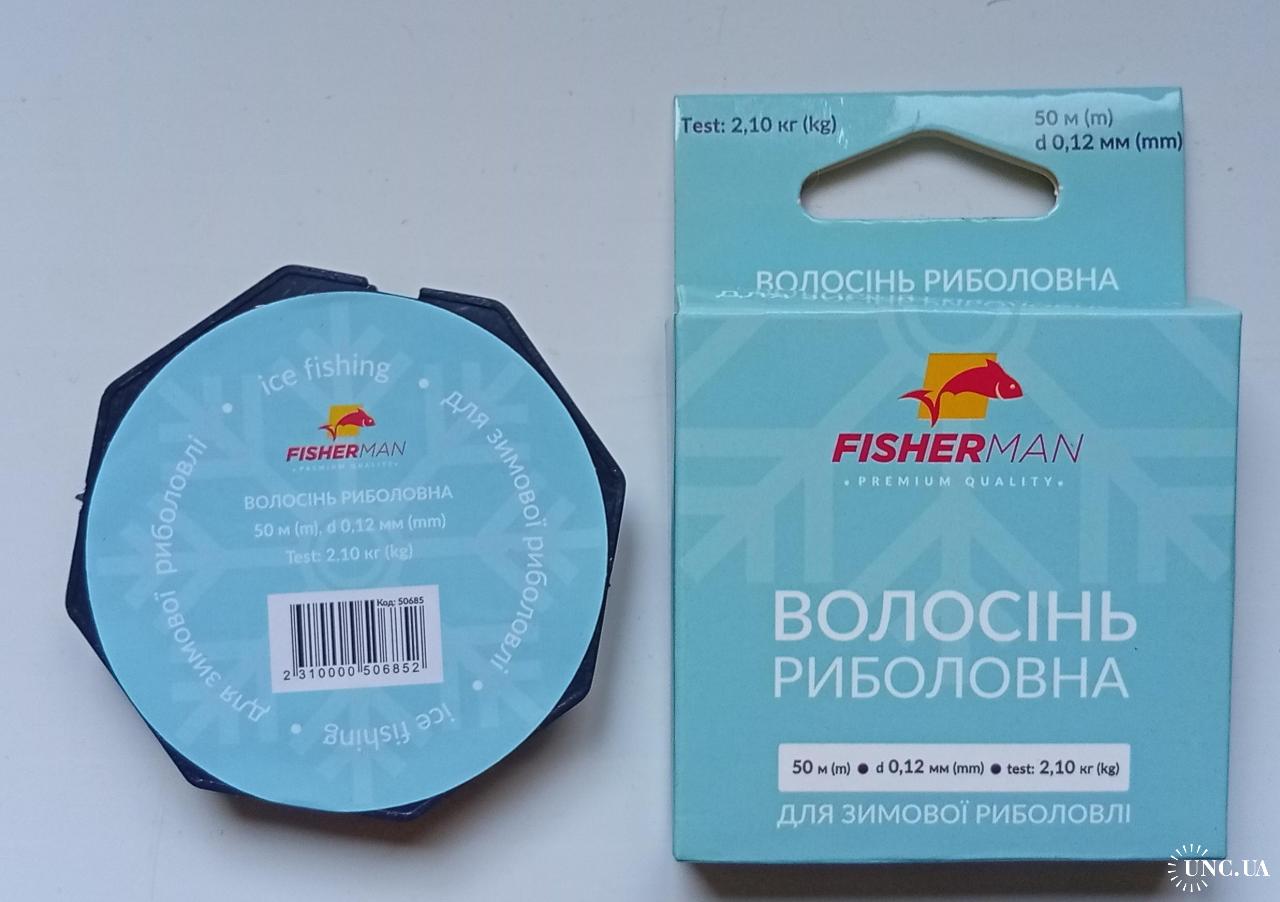 ice fishing • для зимової риболовлі • ice fishing • для зимової риболовлі •
FISHERMAN
• PREMIUM QUALITY •
ВОЛОСІНЬ РИБОЛОВНА
50 м (m), d 0,12 мм (mm)
Test: 2,10 кг (kg)
Код: 50685
2 310000 506852
Test: 2,10 кг (kg)
50 м (m)
d 0,12 мм (mm)
ВОЛОСІНЬ РИБОЛОВНА
FISHERMAN
• PREMIUM QUALITY •
ВОЛОСІНЬ
РИБОЛОВНА
50 м (m) • d 0,12 мм (mm) • test: 2,10 кг (kg)
ДЛЯ ЗИМОВОЇ РИБОЛОВЛІ
UNC.UA